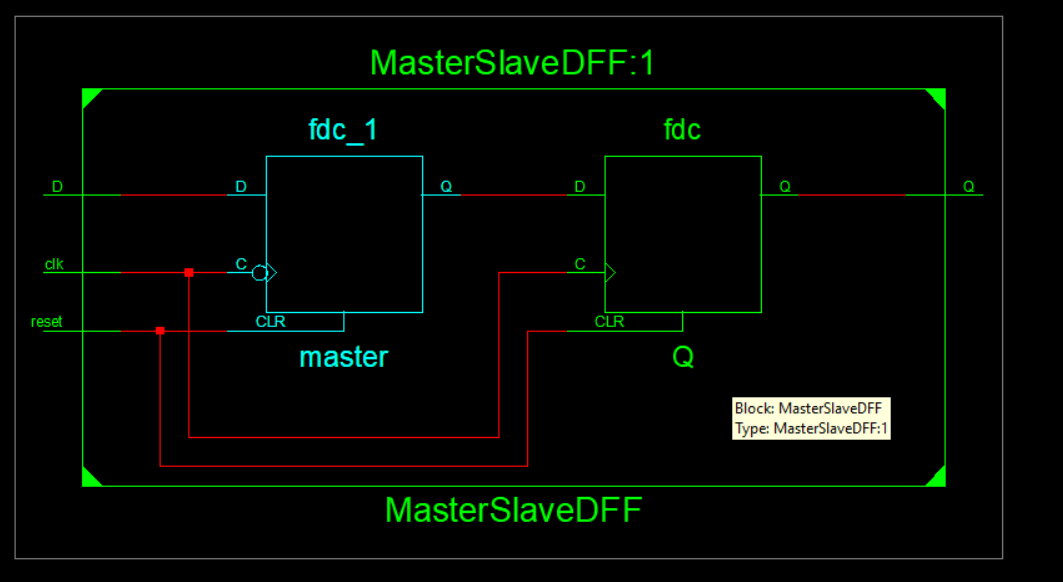 MasterSlaveDFF:1
fdc_1
fdc
D
D
Q
D
Q
Q
clk
C
C
reset
CLR
CLR
master
Q
Block: MasterSlaveDFF
Type: MasterSlaveDFF:1
MasterSlaveDFF